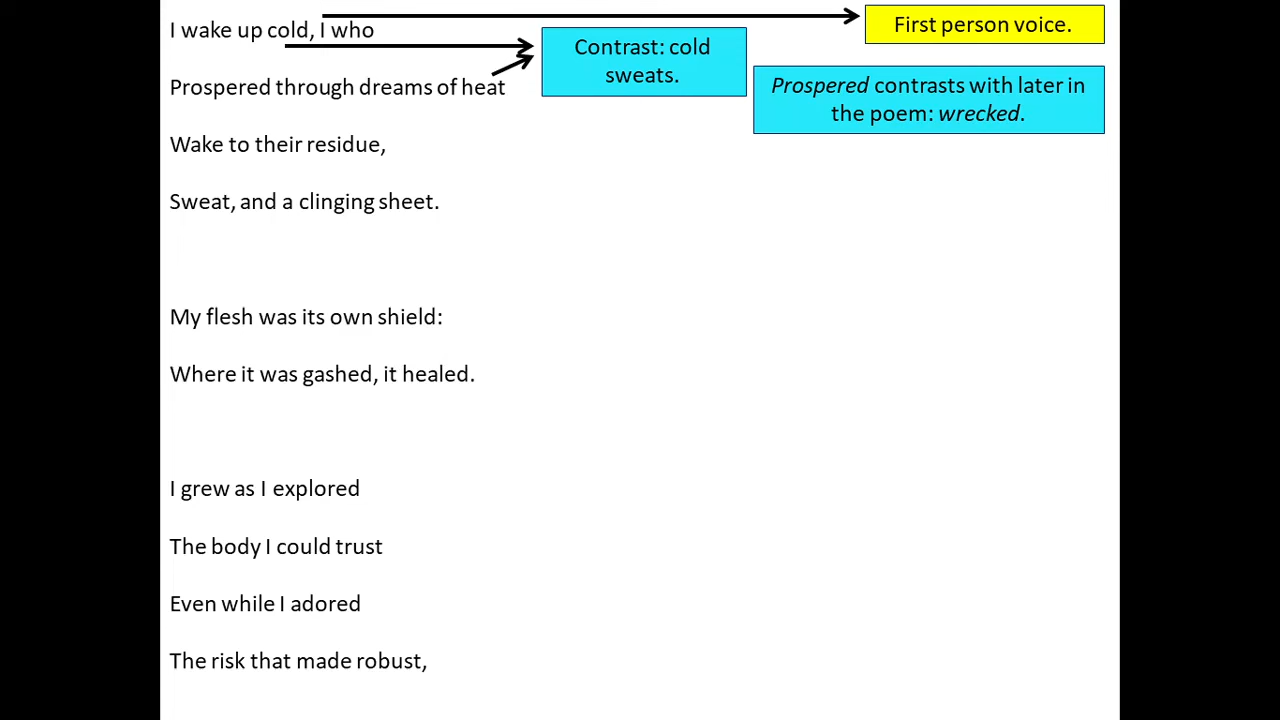 I wake up cold, I who
Prospered through dreams of heat
Wake to their residue,
Sweat, and a clinging sheet.
My flesh was its own shield:
Where it was gashed, it healed.
I grew as I explored
The body I could trust
Even while I adored
The risk that made robust,
First person voice.
Contrast: cold
sweats.
Prospered contrasts with later in
the poem: wrecked.